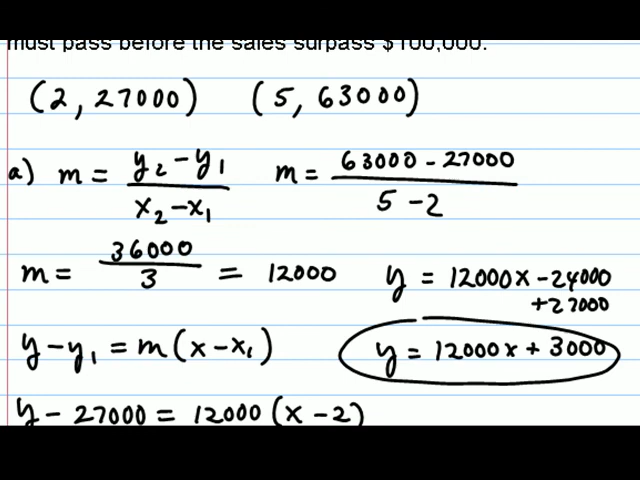 must pass before the sales surpass $100,000.
(2, 27000) (5, 63000)
a) m = y₂ - y₁ / x₂ - x₁ m = 63000 - 27000 / 5 - 2
m = 36000 / 3 = 12000
y = 12000x - 24000
+27000
y - y₁ = m(x - x₁)
y = 12000x + 3000
y - 27000 = 12000(x - 2)